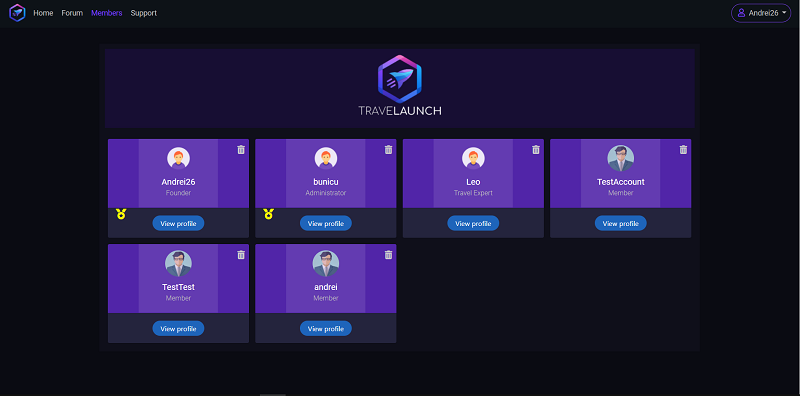 Home Forum Members Support Andrei26
TRAVELAUNCH
Andrei26 bunicu Leo TestAccount
Founder Administrator Travel Expert Member
View profile View profile View profile View profile
TestTest andrei
Member Member
View profile View profile